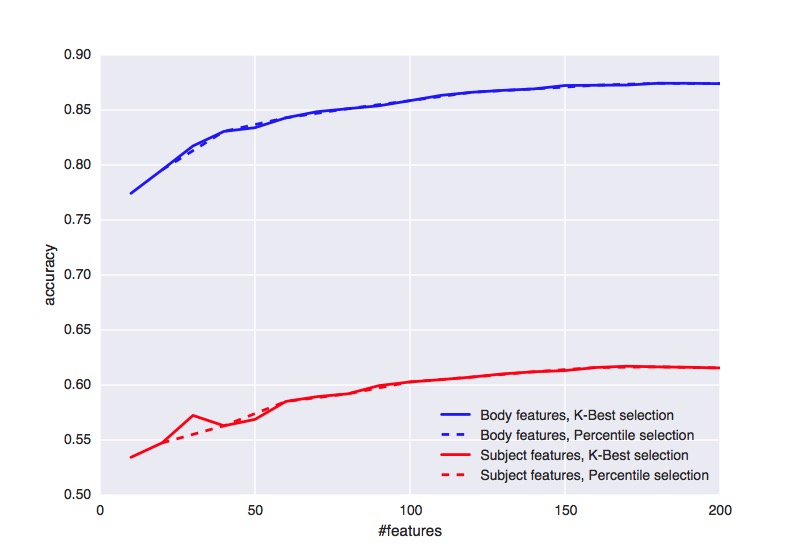 0.90
0.85
0.80
0.75
0.70
0.65
0.60
0.55
0.50
accuracy
Body features, K-Best selection
Body features, Percentile selection
Subject features, K-Best selection
Subject features, Percentile selection
0 50 100 150 200
#features